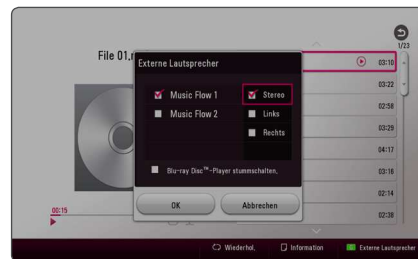 1/23
File 01.
Externe Lautsprecher
Music Flow 1
Music Flow 2
Stereo
Links
Rechts
Blu-ray Disc™-Player stummschalten.
OK
Abbrechen
03:10
03:22
02:58
03:29
04:17
03:16
02:14
02:38
00:15
Wiederhol.
Information
Externe Lautsprecher